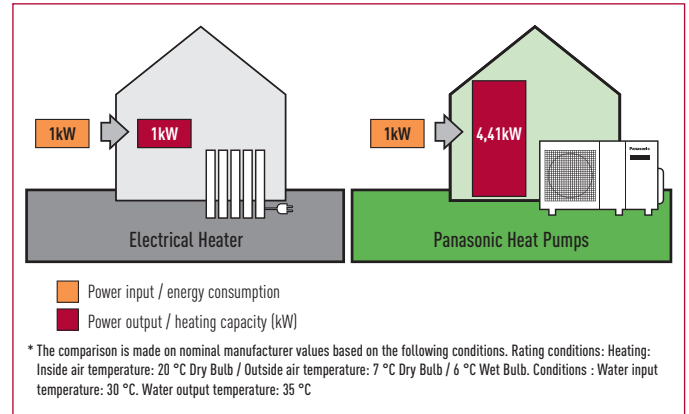 1kW
1kW
Electrical Heater
1kW
4,41kW
Panasonic
Panasonic Heat Pumps
Power input / energy consumption
Power output / heating capacity (kW)
* The comparison is made on nominal manufacturer values based on the following conditions. Rating conditions: Heating:
Inside air temperature: 20 °C Dry Bulb / Outside air temperature: 7 °C Dry Bulb / 6 °C Wet Bulb. Conditions : Water input
temperature: 30 °C. Water output temperature: 35 °C